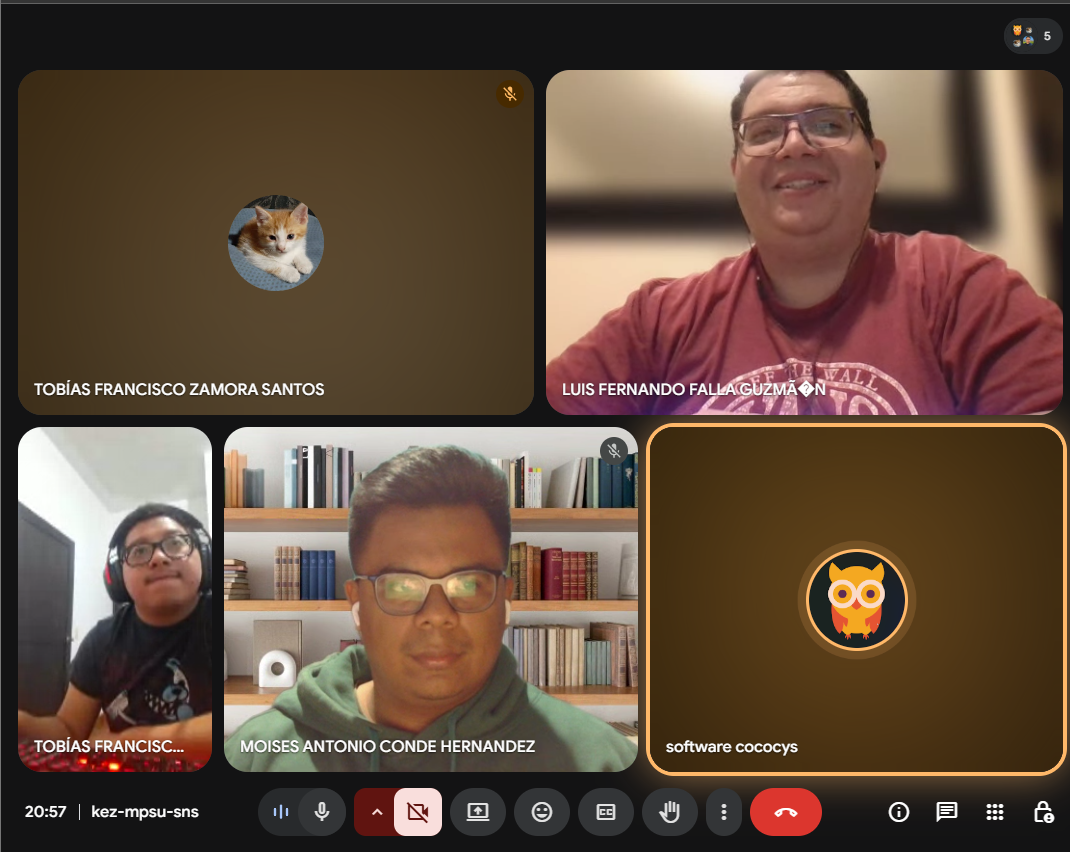 5
TOBÍAS FRANCISCO ZAMORA SANTOS
LUIS FERNANDO FALLA GUZMÃ�N
TOBÍAS FRANCISC...
MOISES ANTONIO CONDE HERNANDEZ
software cococys
20:57 | kez-mpsu-sns